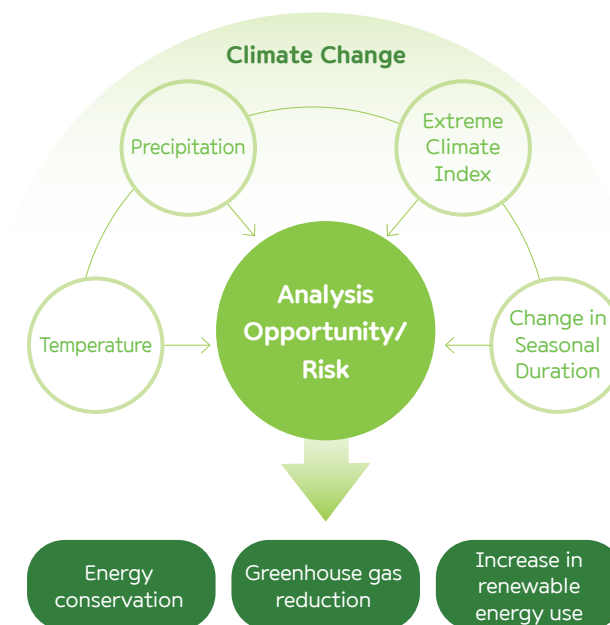 Climate Change
Precipitation
Extreme
Climate
Index
Temperature
Analysis
Opportunity/
Risk
Change in
Seasonal
Duration
Energy
conservation
Greenhouse gas
reduction
Increase in
renewable
energy use